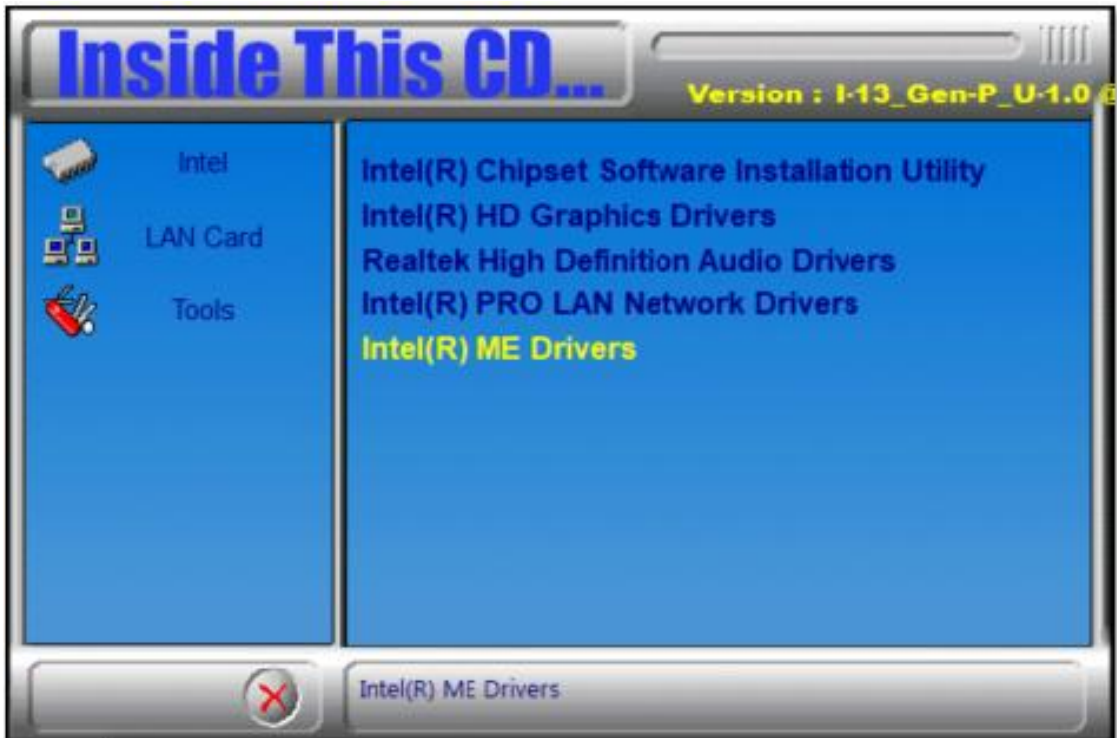 Inside This CD...
Version : I-13_Gen-P_U-1.0
Intel
LAN Card
Tools
Intel(R) Chipset Software Installation Utility
Intel(R) HD Graphics Drivers
Realtek High Definition Audio Drivers
Intel(R) PRO LAN Network Drivers
Intel(R) ME Drivers
Intel(R) ME Drivers